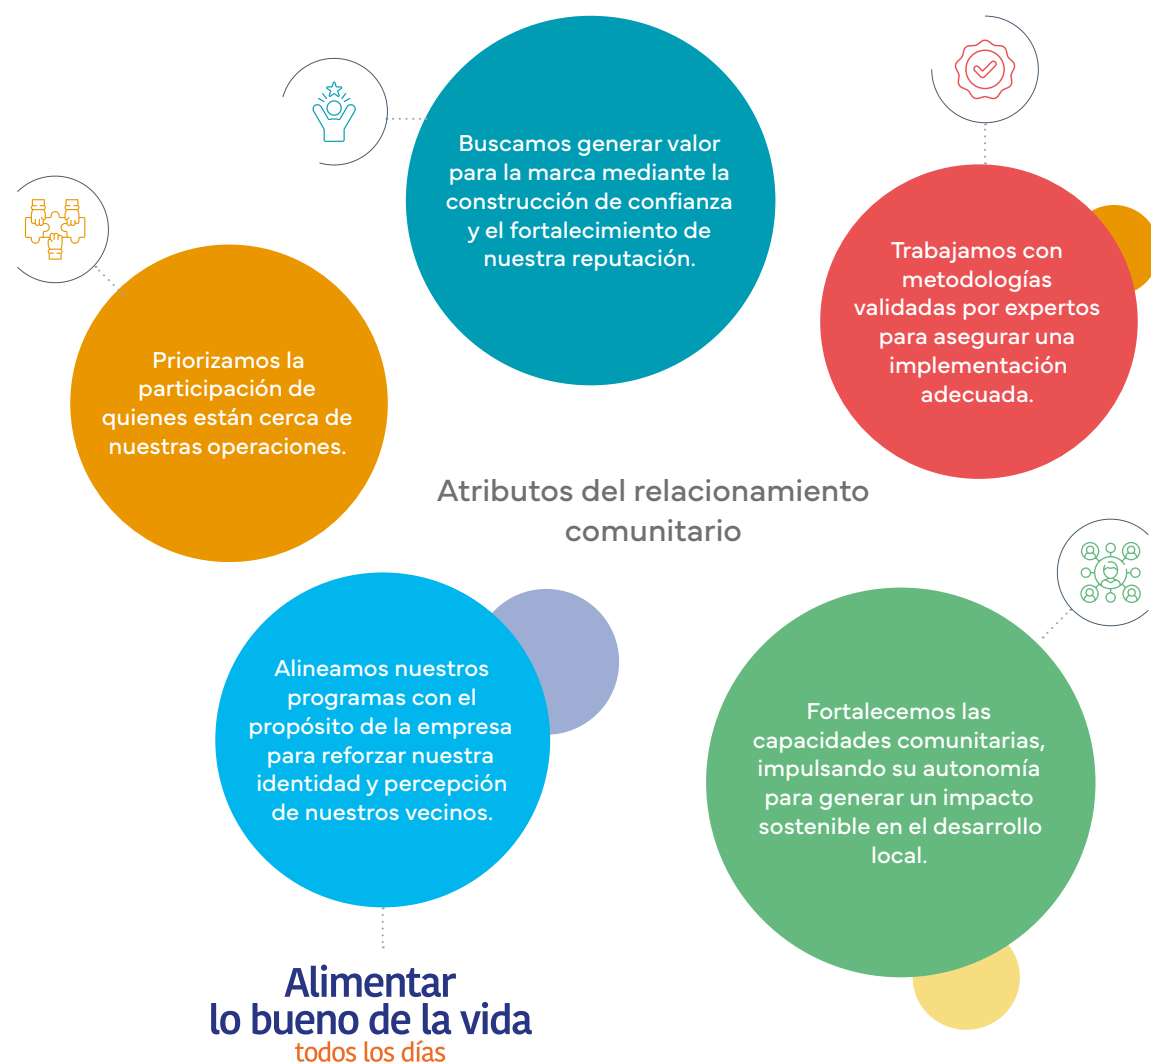 Buscamos generar valor
para la marca mediante la
construcción de confianza
y el fortalecimiento de
nuestra reputación.
Trabajamos con
metodologías
validadas por expertos
para asegurar una
implementación
adecuada.
Priorizamos la
participación de
quienes están cerca de
nuestras operaciones.
Atributos del relacionamiento
comunitario
Alineamos nuestros
programas con el
propósito de la empresa
para reforzar nuestra
identidad y percepción
de nuestros vecinos.
Fortalecemos las
capacidades comunitarias,
impulsando su autonomía
para generar un impacto
sostenible en el desarrollo
local.
Alimentar
lo bueno de la vida
todos los días